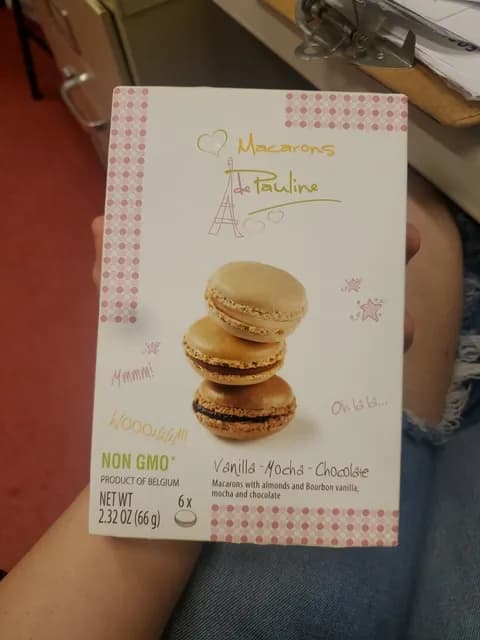 Macarons
de Pauline
Mmmm!
Oh là là...
Vanilla - Mocha - Chocolate
Macarons with almonds and Bourbon vanilla,
mocha and chocolate
NON GMO*
PRODUCT OF BELGIUM
NET WT
2.32 OZ (66 g)
6 x